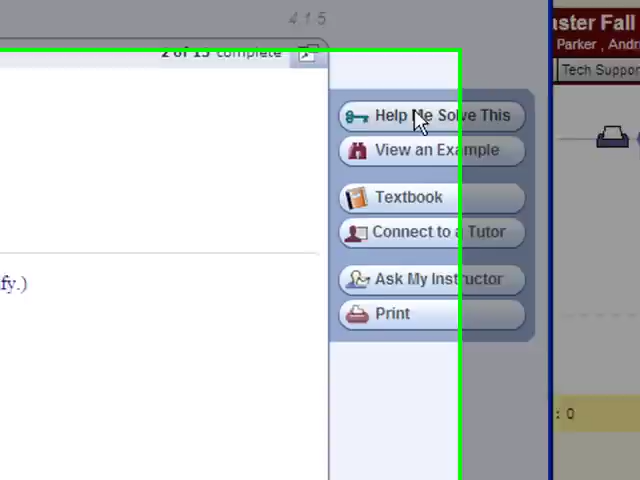 415
aster Fall
Parker , Andr
2 of 15 complete
Tech Suppor
Help Me Solve This
View an Example
Textbook
Connect to a Tutor
fy.)
Ask My Instructor
Print
: 0